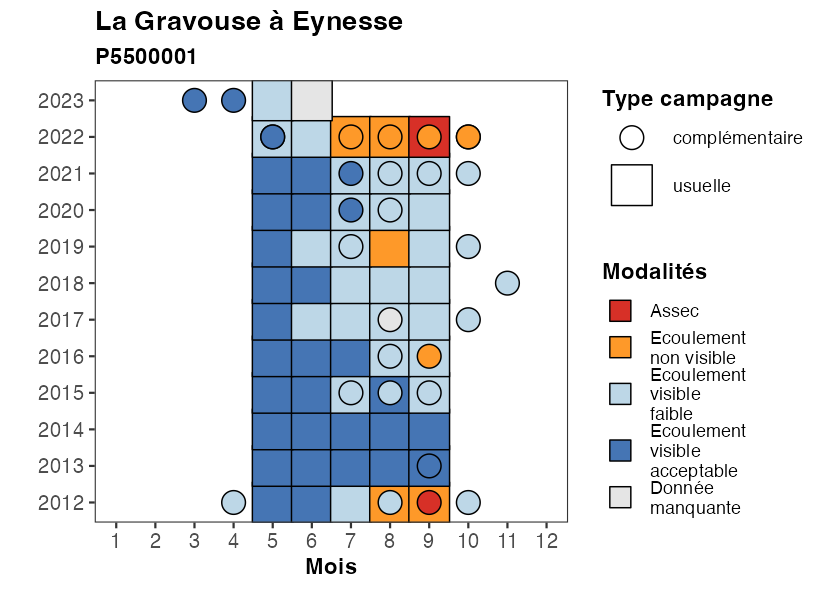 La Gravouse à Eynesse
P5500001
2023
2022
2021
2020
2019
2018
2017
2016
2015
2014
2013
2012
1 2 3 4 5 6 7 8 9 10 11 12
Mois
Type campagne
complémentaire
usuelle
Modalités
Assec
Ecoulement
non visible
Ecoulement
visible
faible
Ecoulement
visible
acceptable
Donnée
manquante